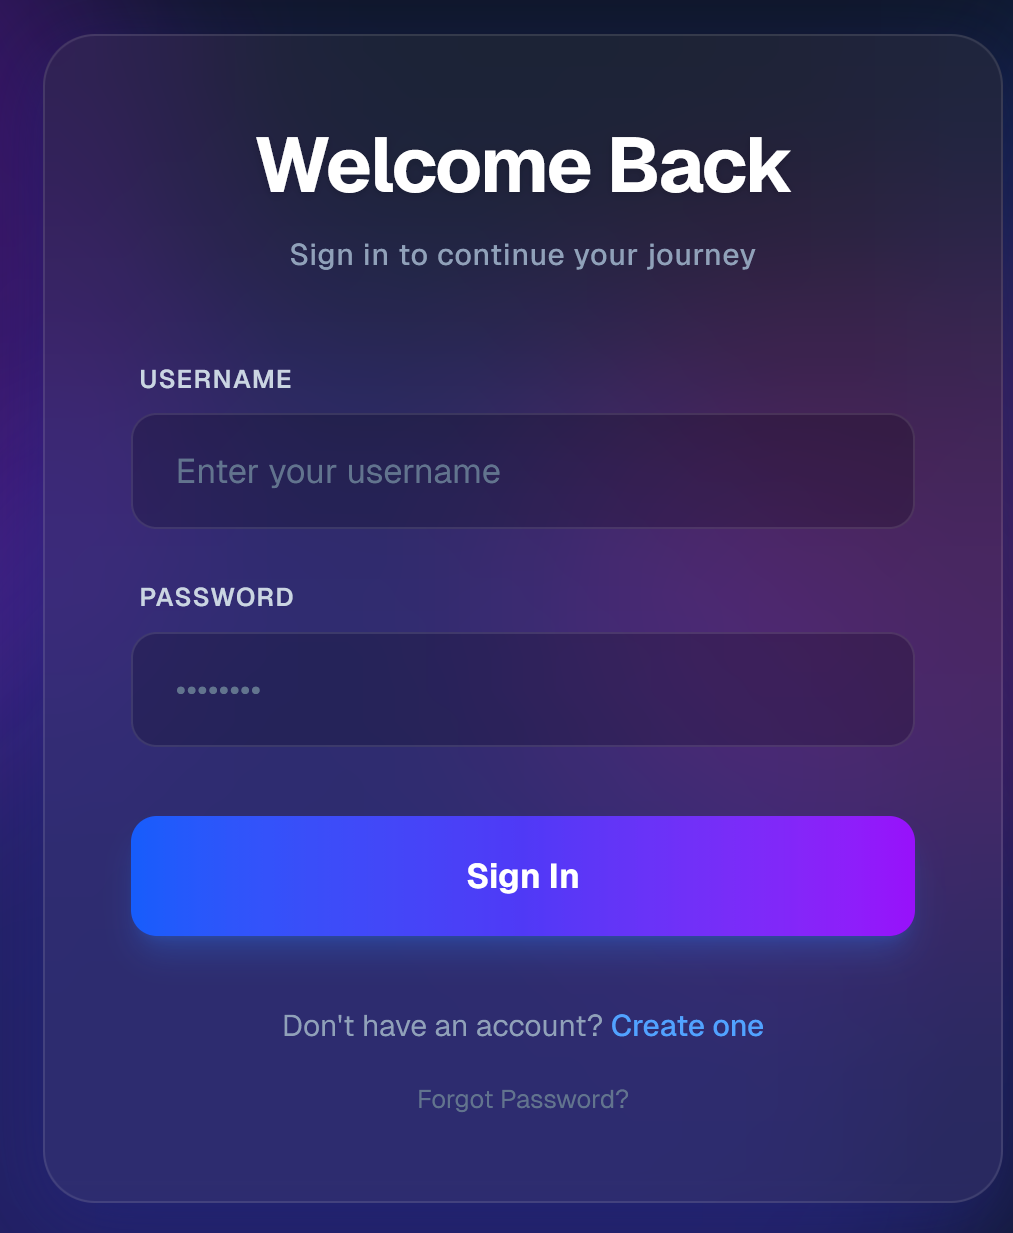 Welcome Back
Sign in to continue your journey
USERNAME
Enter your username
PASSWORD
••••••••
Sign In
Don't have an account? Create one
Forgot Password?